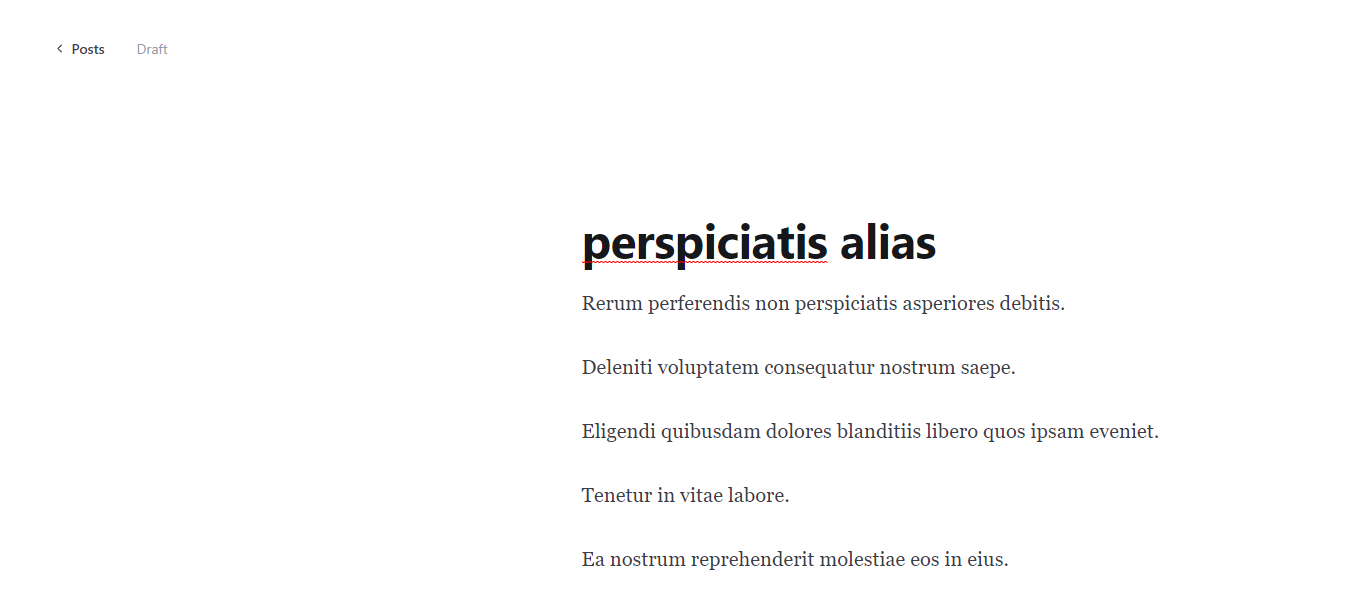 Posts Draft
perspiciatis alias
Rerum perferendis non perspiciatis asperiores debitis.
Deleniti voluptatem consequatur nostrum saepe.
Eligendi quibusdam dolores blanditiis libero quos ipsam eveniet.
Tenetur in vitae labore.
Ea nostrum reprehenderit molestiae eos in eius.